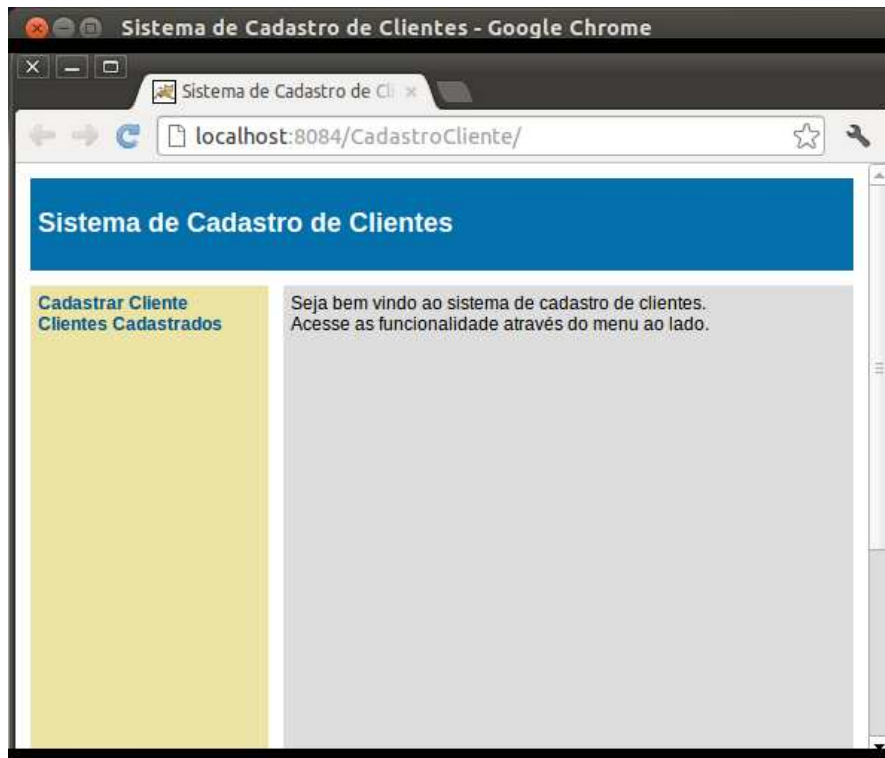 Sistema de Cadastro de Clientes - Google Chrome
Sistema de Cadastro de Cli
localhost:8084/CadastroCliente/
Sistema de Cadastro de Clientes
Cadastrar Cliente
Clientes Cadastrados
Seja bem vindo ao sistema de cadastro de clientes.
Acesse as funcionalidade através do menu ao lado.